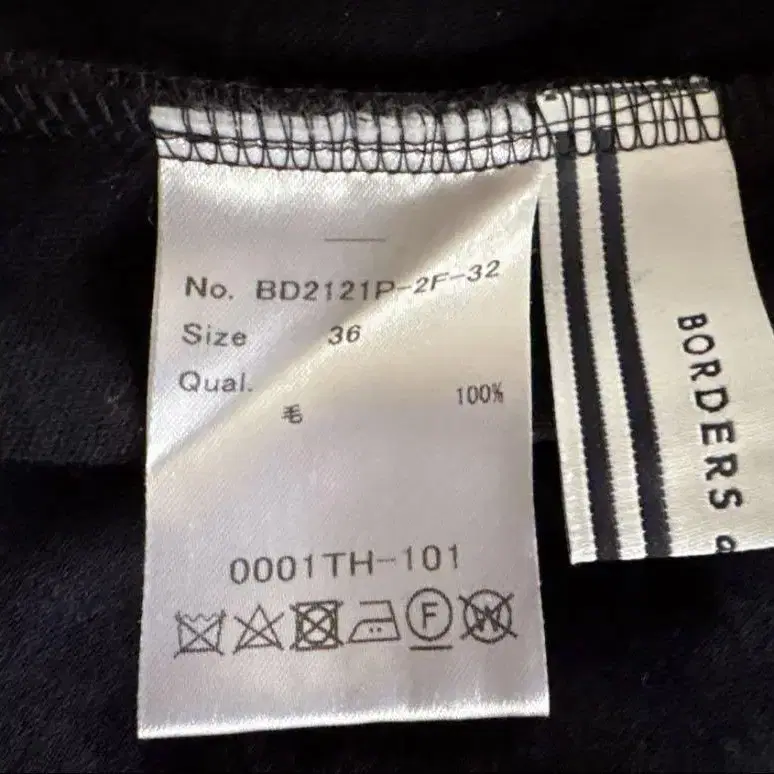 No. BD2121P-2F-32
Size 36
Qual.
毛 100%
0001TH-101
F
W
BORDERS